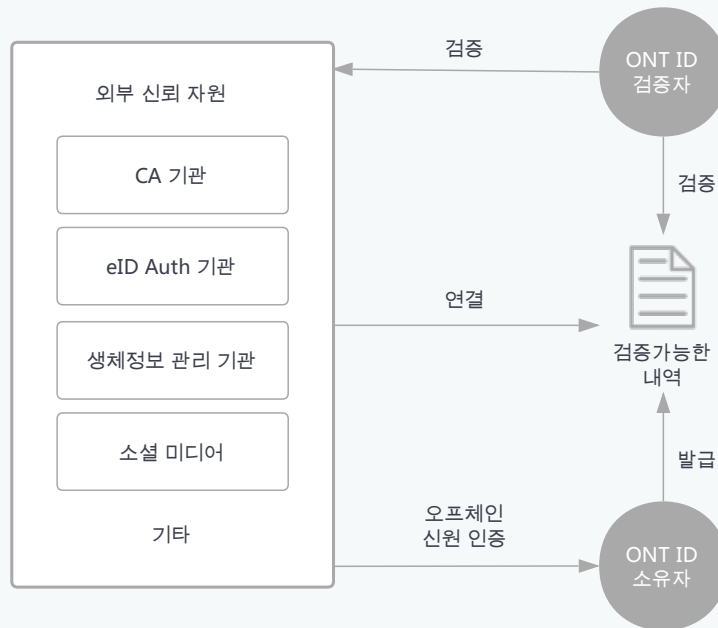 외부 신뢰 자원
CA 기관
eID Auth 기관
생체정보 관리 기관
소셜 미디어
기타
검증
연결
오프체인
신원 인증
ONT ID
검증자
검증
검증가능한
내역
발급
ONT ID
소유자